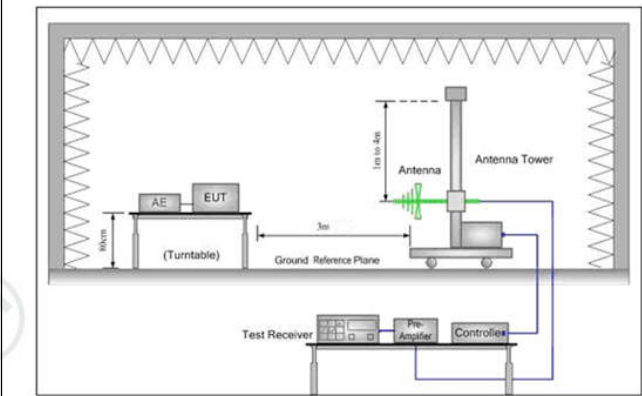 1m to 4m
Antenna
Antenna Tower
AE
EUT
80cm
(Turntable)
3m
Ground Reference Plane
Test Receiver
Pre-
Amplifier
Controller